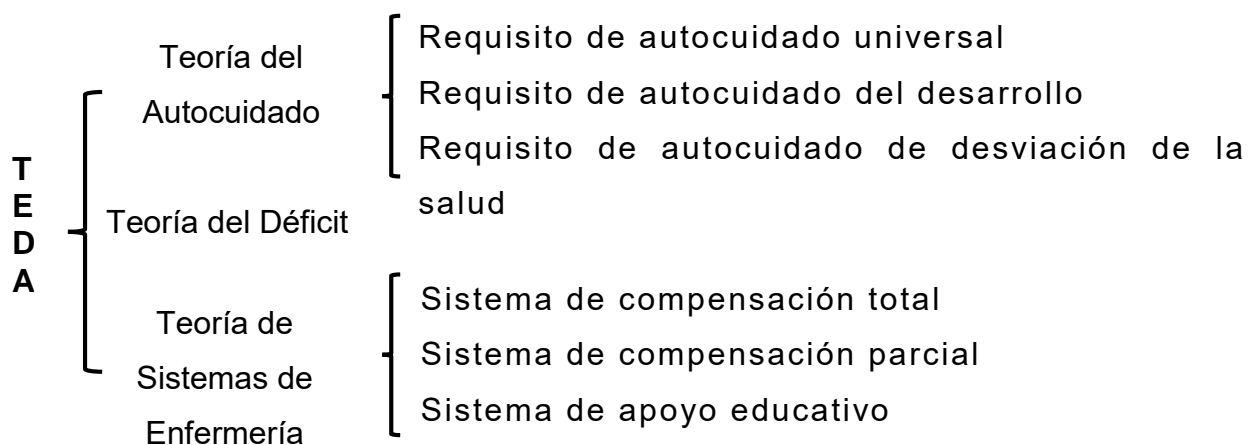 TEDA
Teoría del
Autocuidado
Requisito de autocuidado universal
Requisito de autocuidado del desarrollo
Requisito de autocuidado de desviación de la
salud
Teoría del Déficit
Teoría de
Sistemas de
Enfermería
Sistema de compensación total
Sistema de compensación parcial
Sistema de apoyo educativo